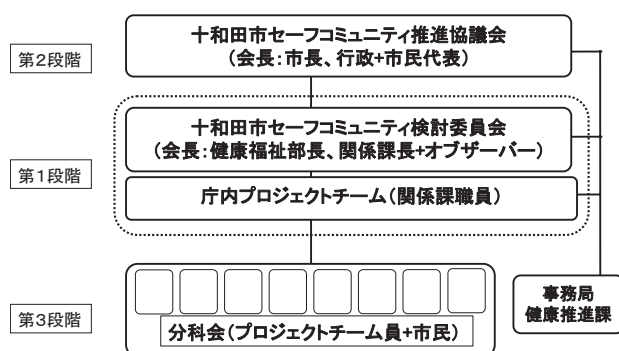 第2段階
十和田市セーフコミュニティ推進協議会
(会長:市長、行政+市民代表)
第1段階
十和田市セーフコミュニティ検討委員会
(会長:健康福祉部長、関係課長+オブザーバー)
庁内プロジェクトチーム(関係課職員)
第3段階
分科会(プロジェクトチーム員+市民)
事務局
健康推進課